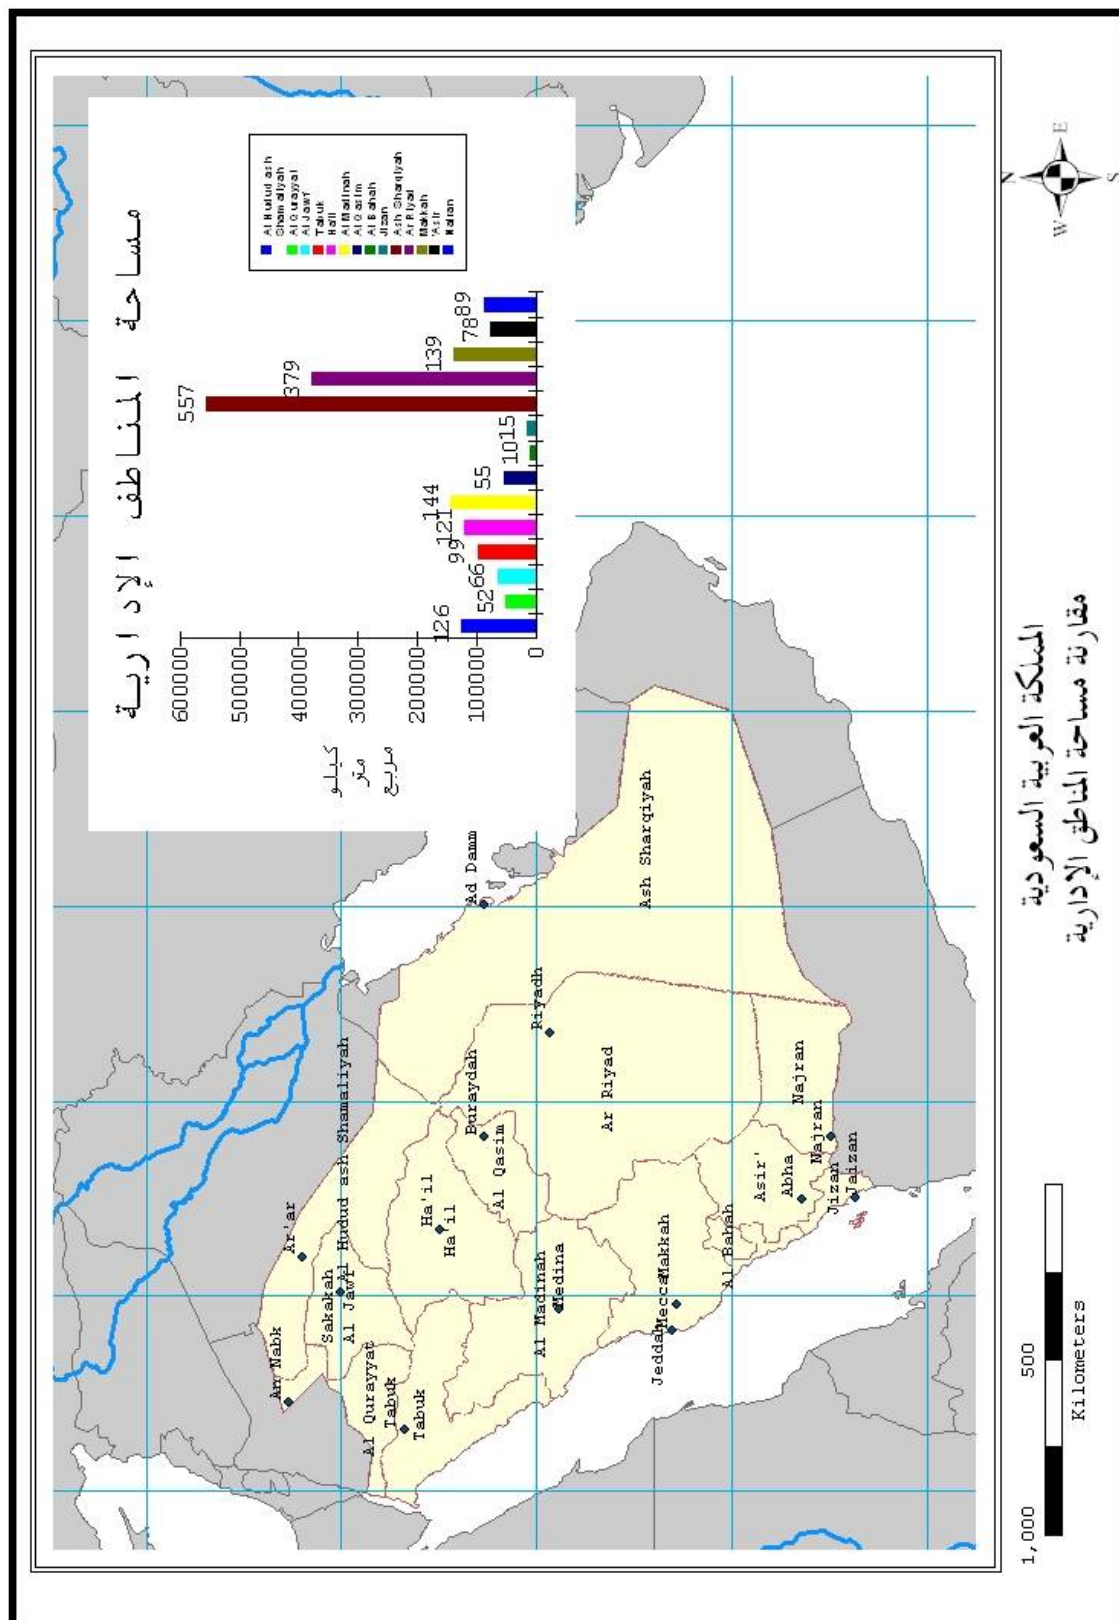 مساحة المناطق الإدارية
كيلو
متر
مربع
600000
500000
400000
300000
200000
100000
0
126
52
66
99
121
144
55
10
15
557
379
139
78
89
Al Hudud ash
Shamaliyah
Al Qurayyat
Al Jawf
Tabuk
Ha'il
Al Madinah
Al Qasim
Al Bahah
Jizan
Ash Sharqiyah
Ar Riyad
Makkah
'Asir
Najran
An Nabk
Ar'ar
Sakakah
Al Jawf
Al Hudud ash Shamaliyah
Al Qurayyat
Tabuk
Tabuk
Ha'il
Ha'il
Buraydah
Al Qasim
Ad Damm
Riyadh
Ar Riyad
Ash Sharqiyah
Al Madinah
Medina
Jeddah
Mecca
Makkah
Al Bahah
Asir'
Abha
Najran
Najran
Jizan
Jaizan
N
W
E
S
1,000
500
Kilometers
المملكة العربية السعودية
مقارنة مساحة المناطق الإدارية